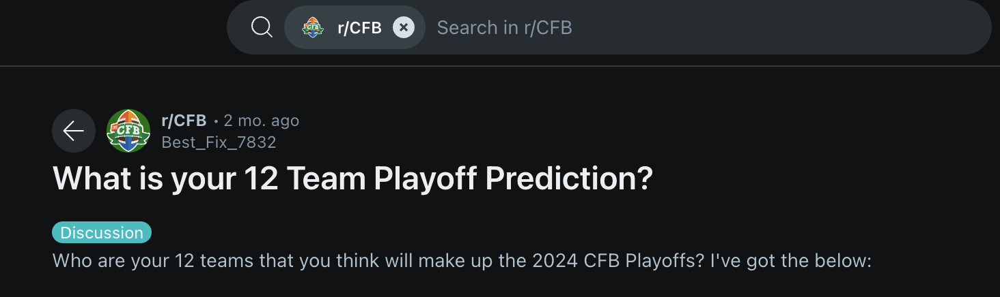 r/CFB Search in r/CFB
r/CFB • 2 mo. ago
Best_Fix_7832
What is your 12 Team Playoff Prediction?
Discussion
Who are your 12 teams that you think will make up the 2024 CFB Playoffs? I've got the below: